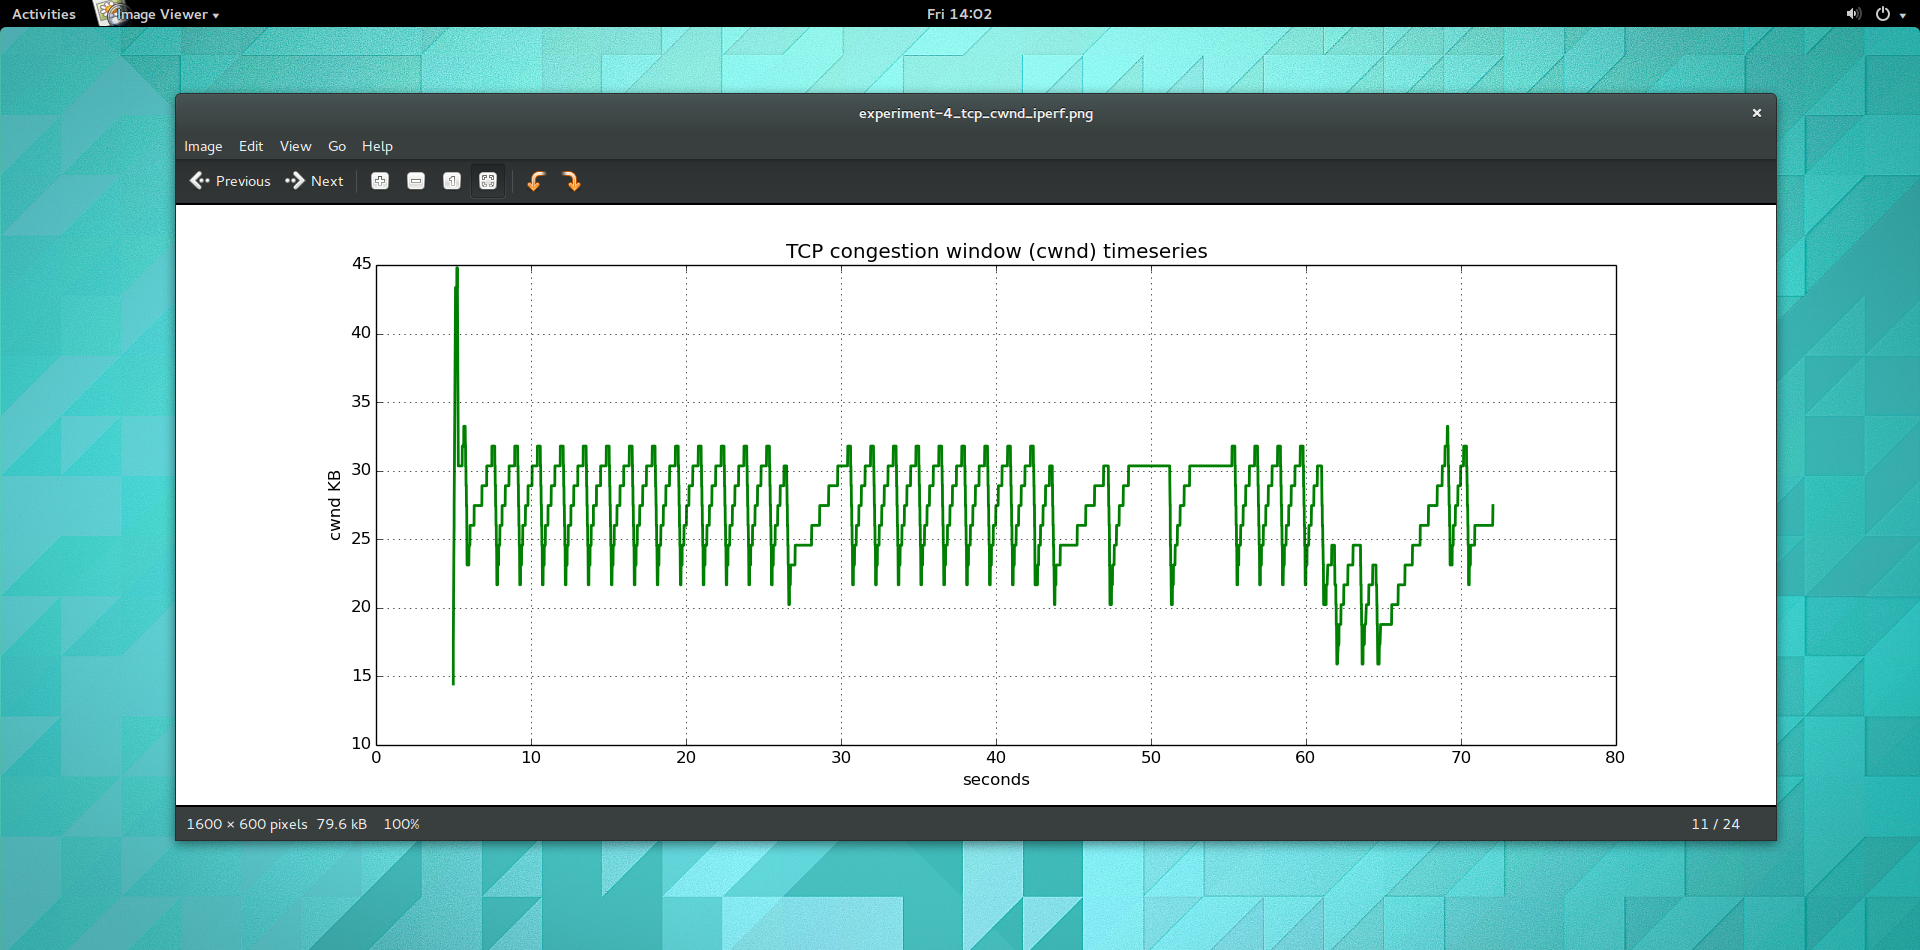 Activities Image Viewer Fri 14:02
experiment-4_tcp_cwnd_iperf.png
Image Edit View Go Help
Previous Next
TCP congestion window (cwnd) timeseries
45
40
35
30
25
20
15
10
cwnd KB
0 10 20 30 40 50 60 70 80
seconds
1600 × 600 pixels 79.6 kB 100% 11 / 24